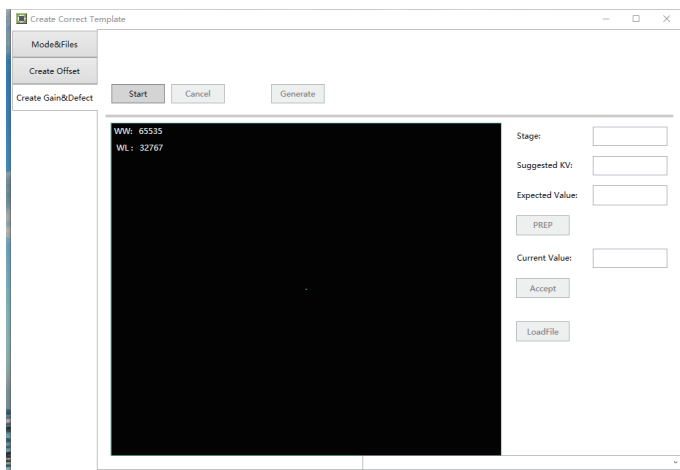 Create Correct Template
Mode&Files
Create Offset
Create Gain&Defect
Start Cancel Generate
WW: 65535
WL: 32767
Stage:
Suggested KV:
Expected Value:
PREP
Current Value:
Accept
LoadFile